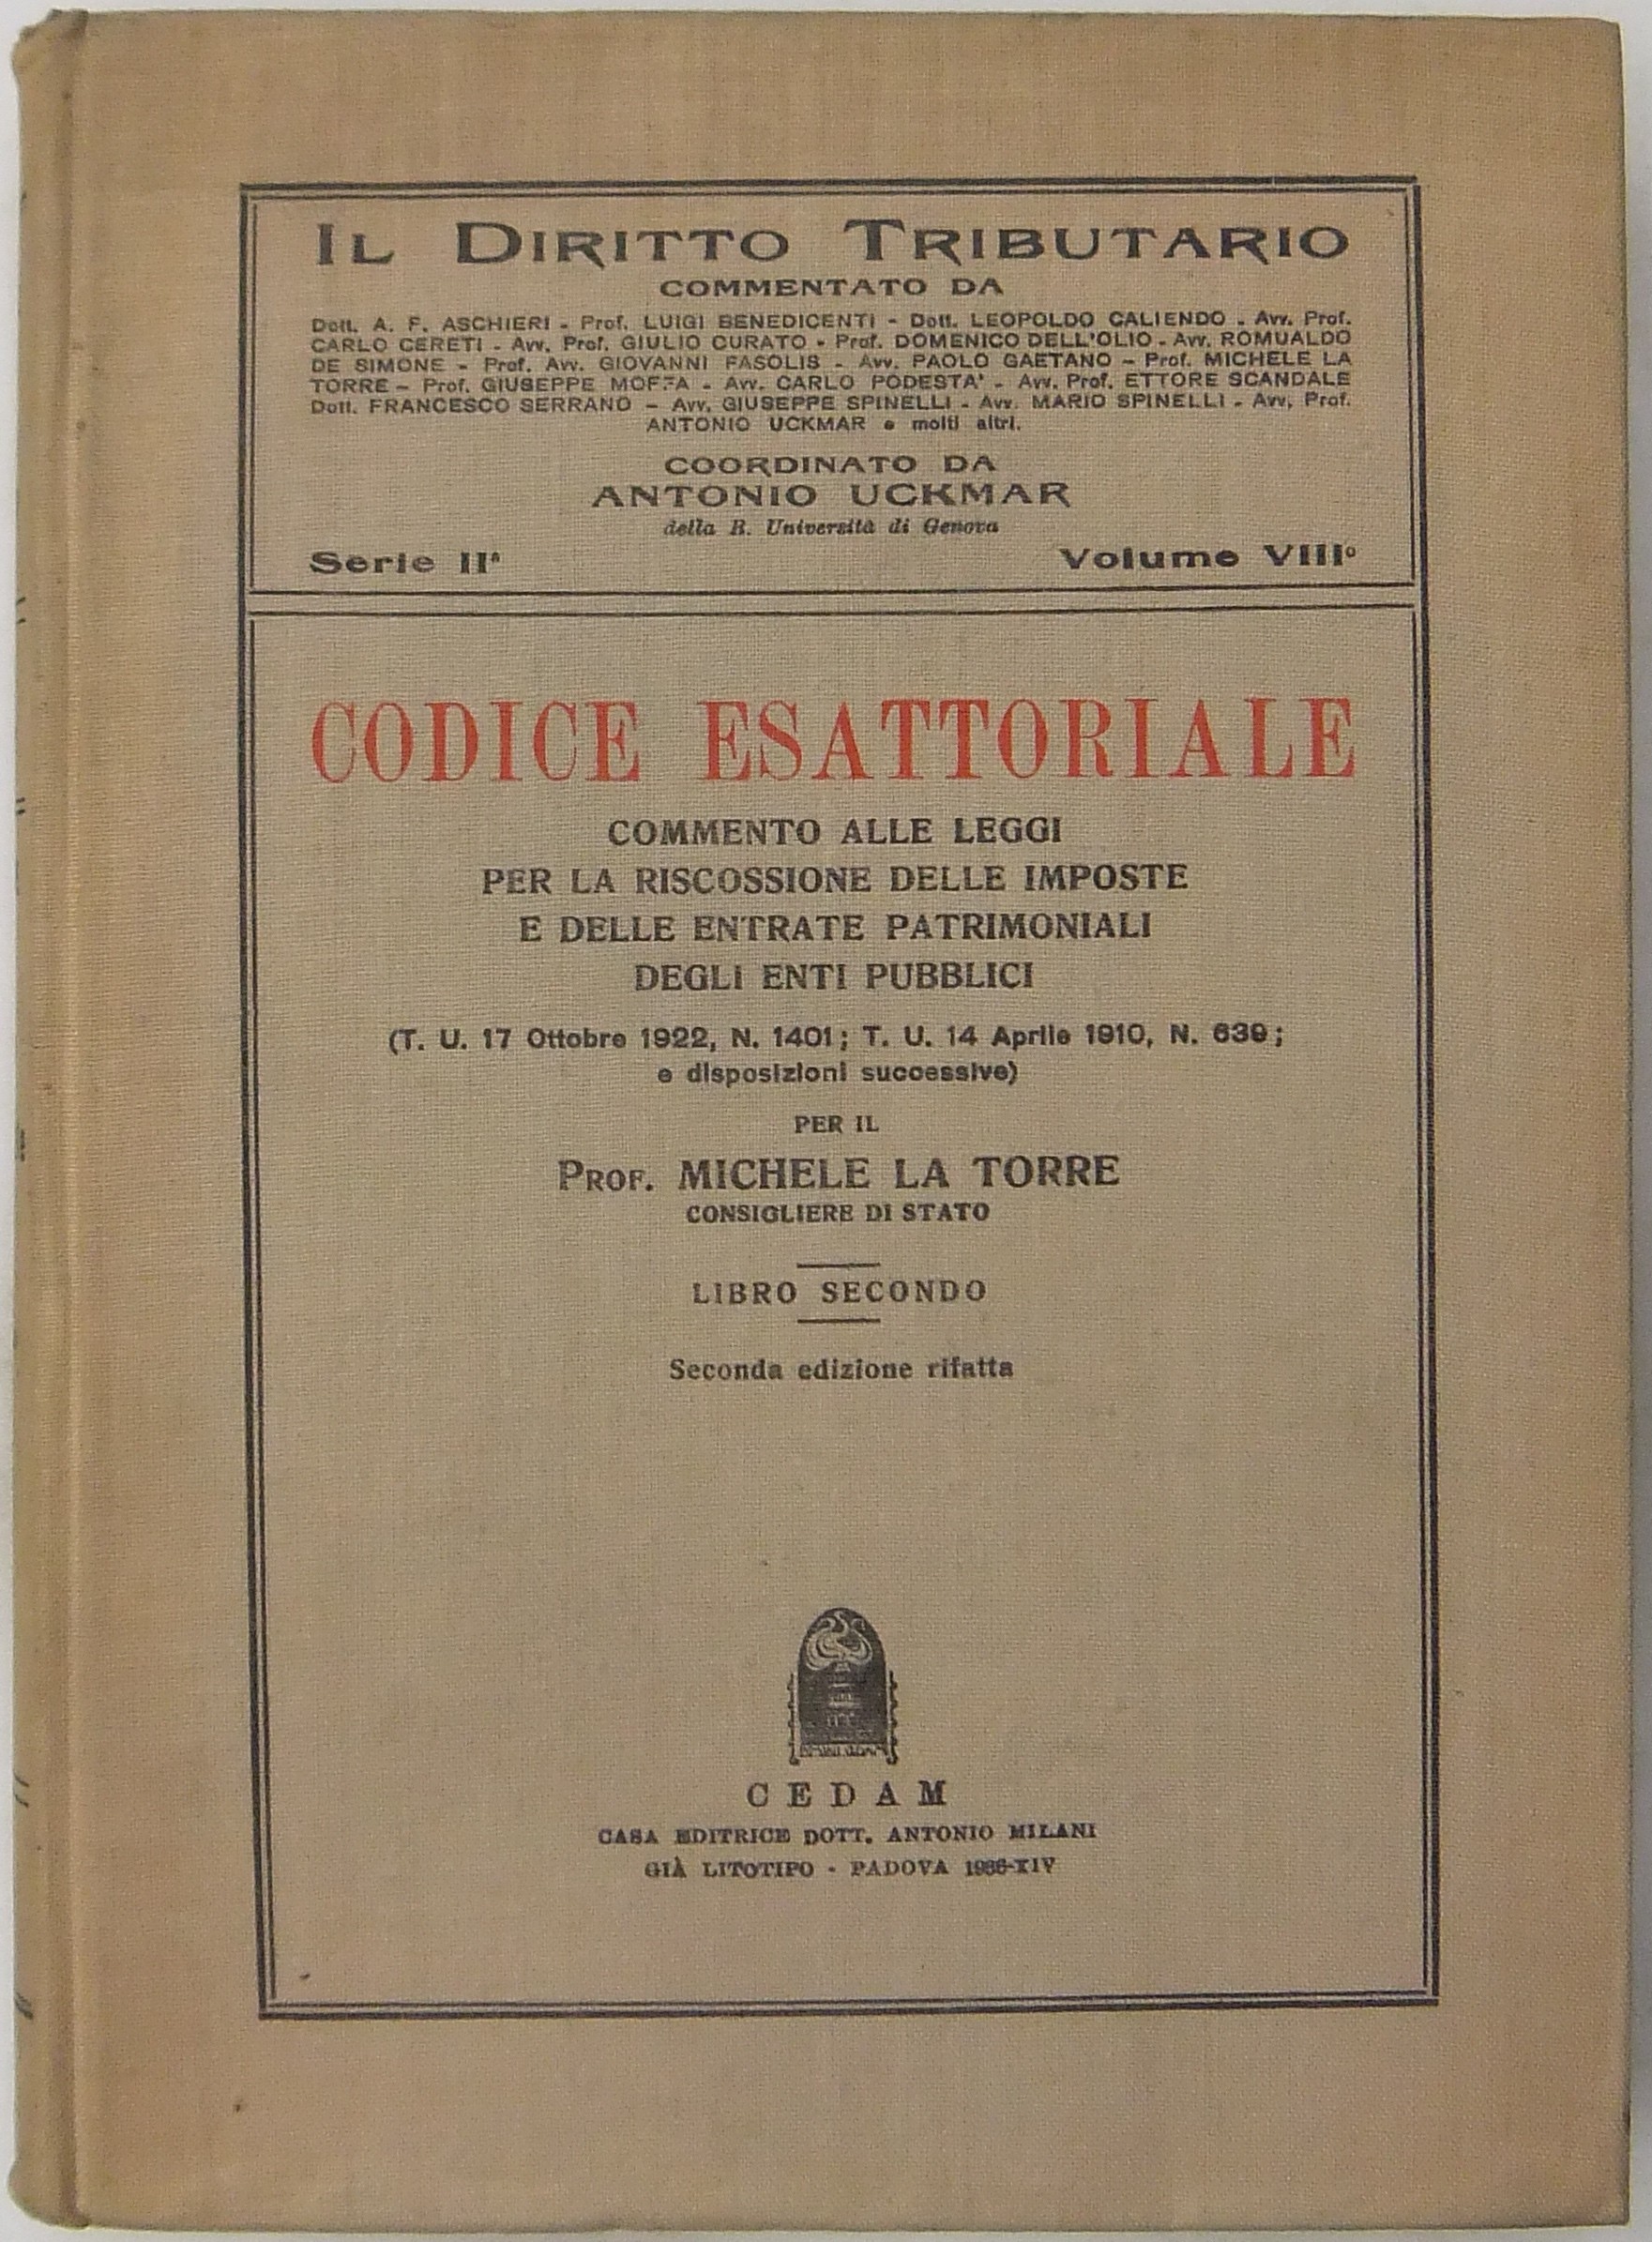 IL DIRITTO TRIBUTARIO
COMMENTATO DA
Dott. A. F. ASCHIERI - Prof. LUIGI BENEDICENTI - Dott. LEOPOLDO CALIENDO - Avv. Prof.
CARLO CERETI - Avv. Prof. GIULIO CURATO - Prof. DOMENICO DELL'OLIO - Avv. ROMUALDO
DE SIMONE - Prof. Avv. GIOVANNI FASOLIS - Avv. PAOLO GAETANO - Prof. MICHELE LA
TORRE - Prof. GIUSEPPE MOFFA - Avv. CARLO PODESTA' - Avv. Prof. ETTORE SCANDALE
Dott. FRANCESCO SERRANO - Avv. GIUSEPPE SPINELLI - Avv. MARIO SPINELLI - Avv. Prof.
ANTONIO UCKMAR e molti altri.
COORDINATO DA
ANTONIO UCKMAR
della R. Università di Genova
Serie IIª Volume VIIIº
CODICE ESATTORIALE
COMMENTO ALLE LEGGI
PER LA RISCOSSIONE DELLE IMPOSTE
E DELLE ENTRATE PATRIMONIALI
DEGLI ENTI PUBBLICI
(T. U. 17 Ottobre 1922, N. 1401; T. U. 14 Aprile 1910, N. 639;
e disposizioni successive)
PER IL
PROF. MICHELE LA TORRE
CONSIGLIERE DI STATO
LIBRO SECONDO
Seconda edizione rifatta
CEDAM
CASA EDITRICE DOTT. ANTONIO MILANI
GIÀ LITOTIPO - PADOVA 1936-XIV